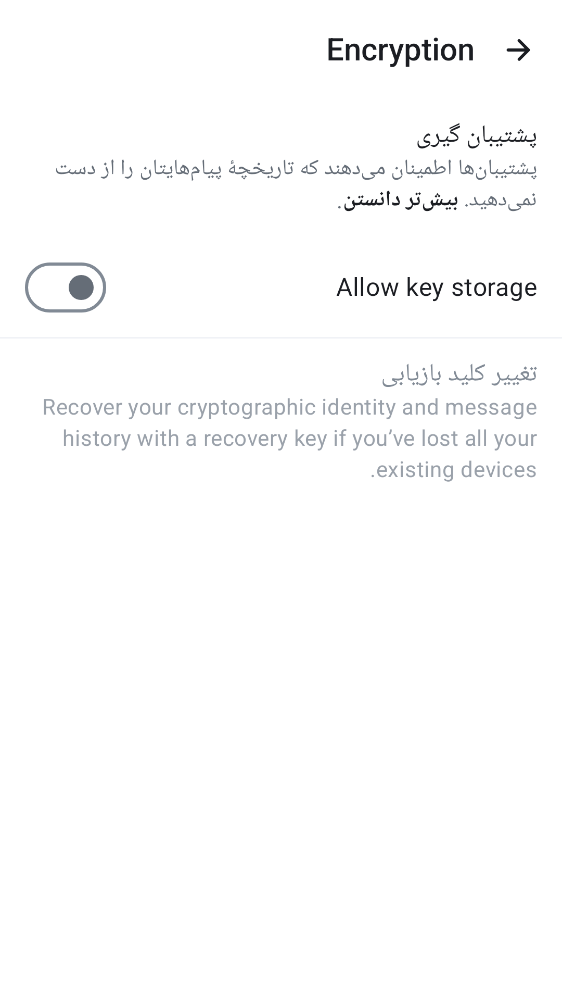 Encryption
پشتیبان گیری
پشتیبان‌ها اطمینان می‌دهند که تاریخچهٔ پیام‌هایتان را از دست
نمی‌دهید. بیش‌تر دانستن.
Allow key storage
تغییر کلید بازیابی
Recover your cryptographic identity and message
history with a recovery key if you’ve lost all your
.existing devices